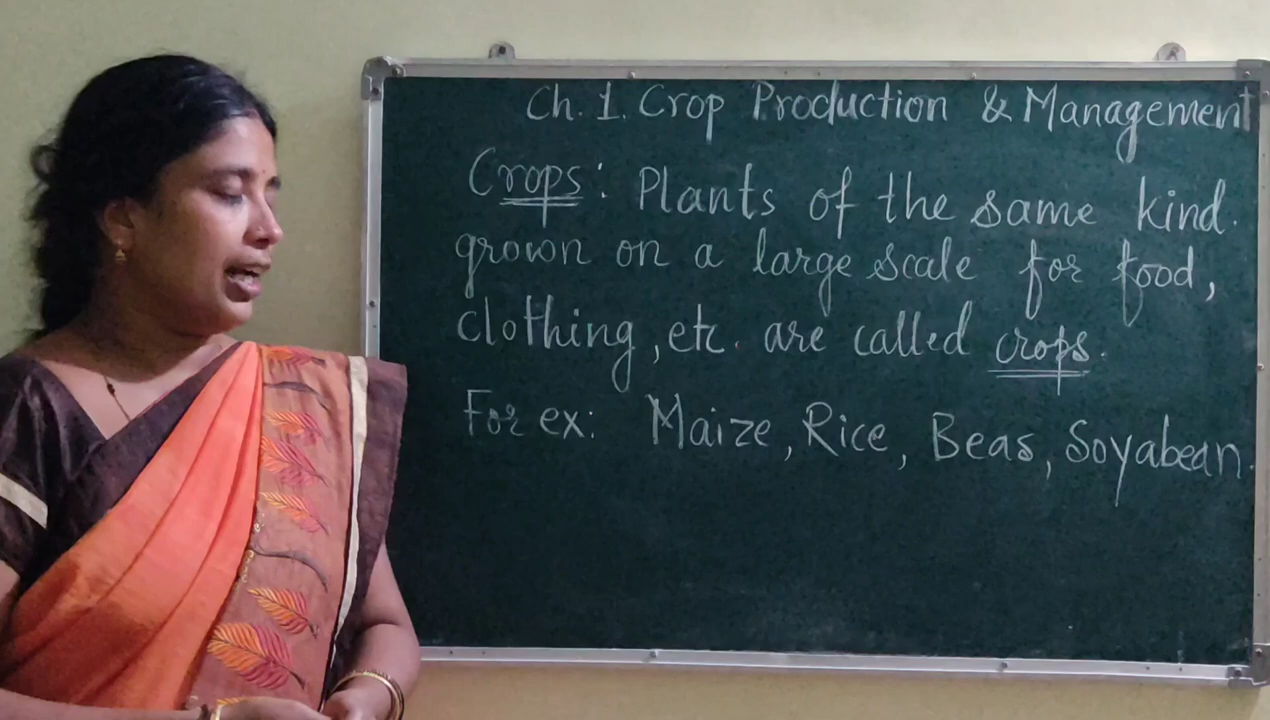 Ch. 1. Crop Production & Management
Crops: Plants of the same kind.
grown on a large scale for food,
clothing, etc. are called crops.
For ex: Maize, Rice, Beas, Soyabean.